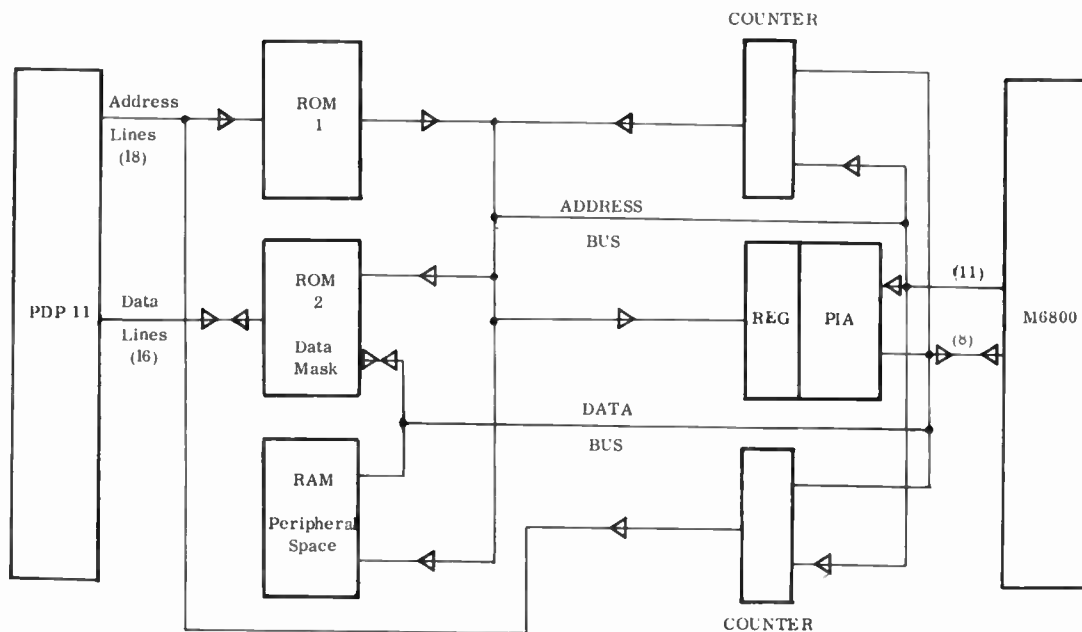 COUNTER
PDP 11
Address
Lines
(18)
ROM
1
ADDRESS
BUS
Data
Lines
(16)
ROM
2
Data
Mask
REG
PIA
(11)
(8)
M6800
DATA
BUS
RAM
Peripheral
Space
COUNTER